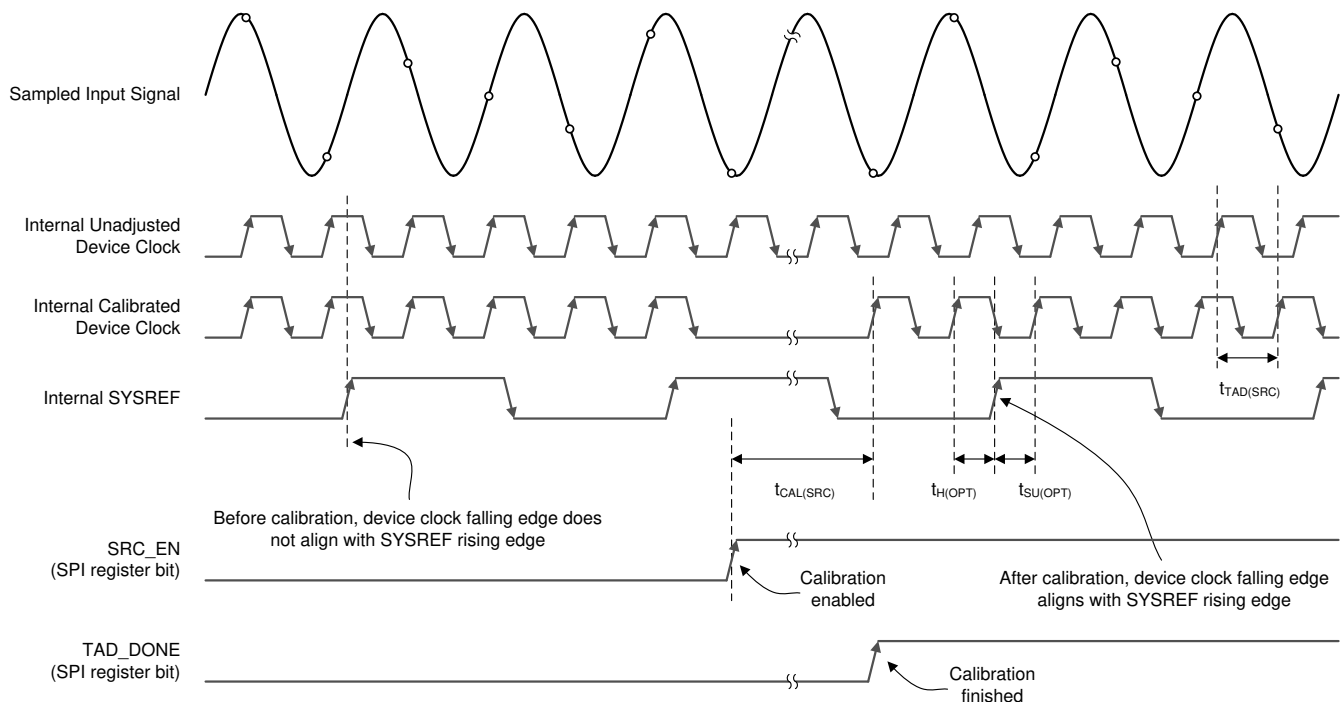 Sampled Input Signal
Internal Unadjusted
Device Clock
Internal Calibrated
Device Clock
Internal SYSREF
tTAD(SRC)
tCAL(SRC)
tH(OPT)
tSU(OPT)
Before calibration, device clock falling edge does
not align with SYSREF rising edge
SRC_EN
(SPI register bit)
Calibration
enabled
After calibration, device clock falling edge
aligns with SYSREF rising edge
TAD_DONE
(SPI register bit)
Calibration
finished